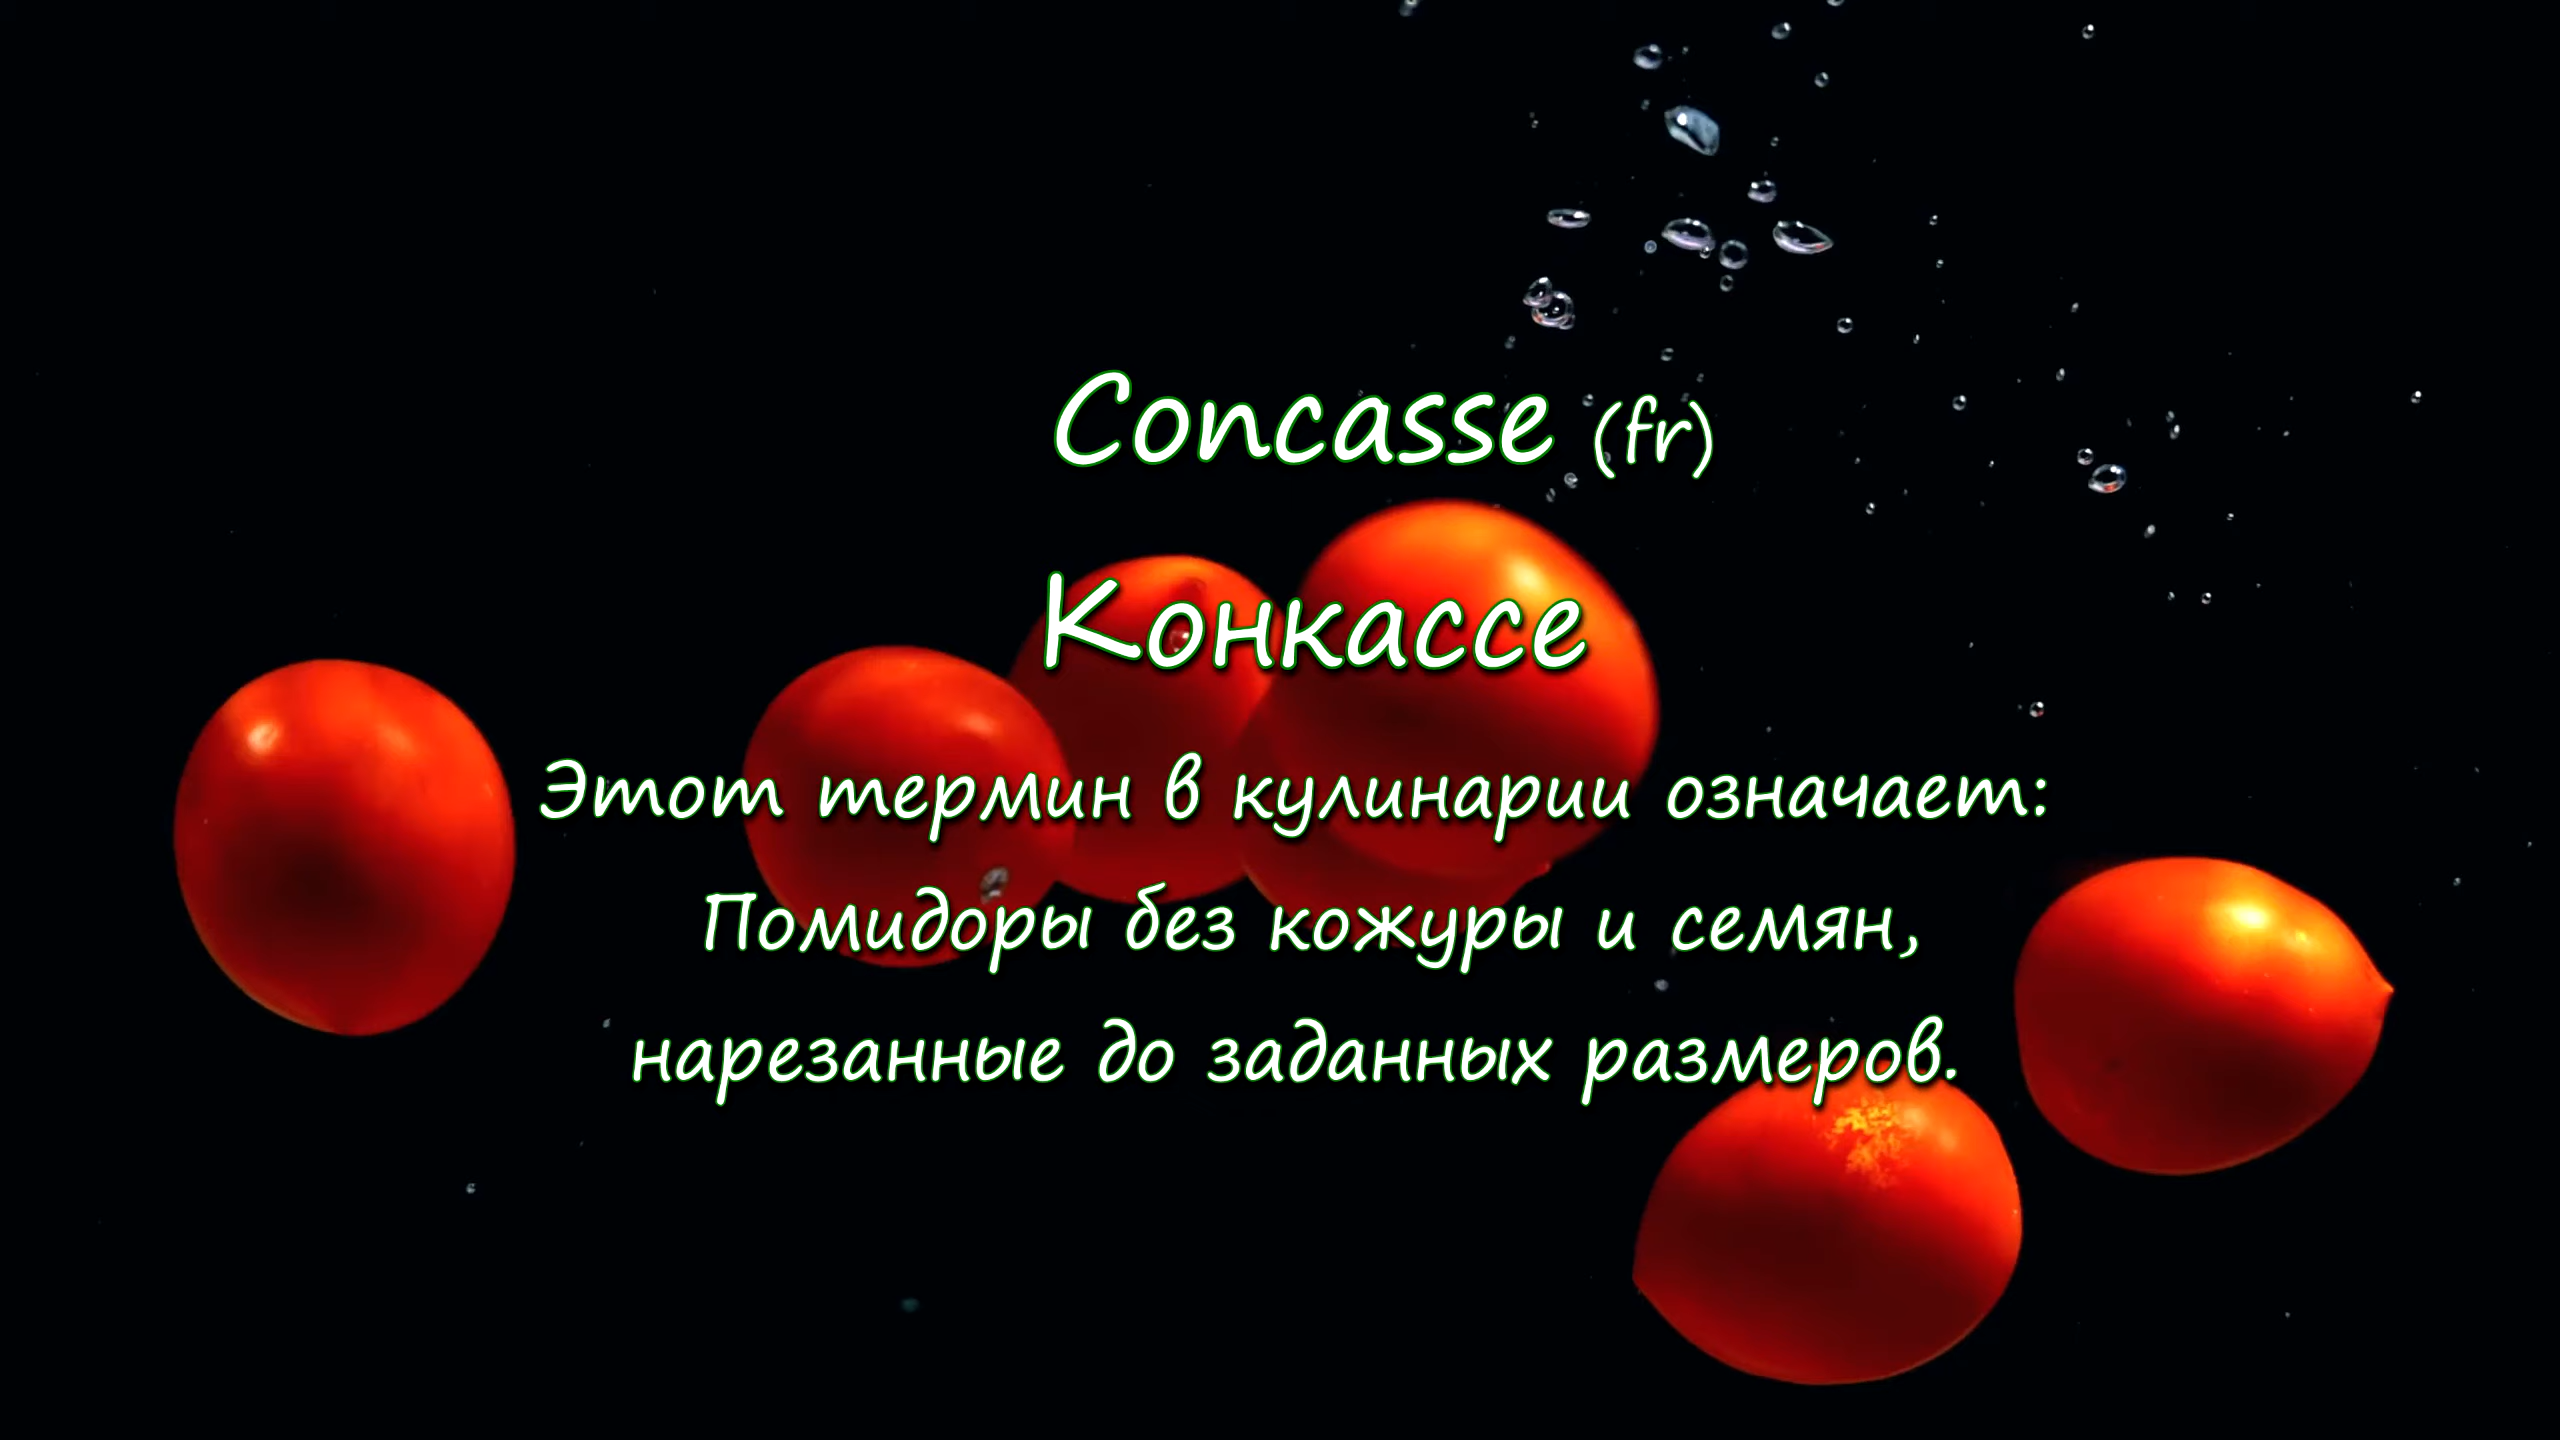 Concasse (fr)
Конкассе
Этот термин в кулинарии означает:
Помидоры без кожуры и семян,
нарезанные до заданных размеров.